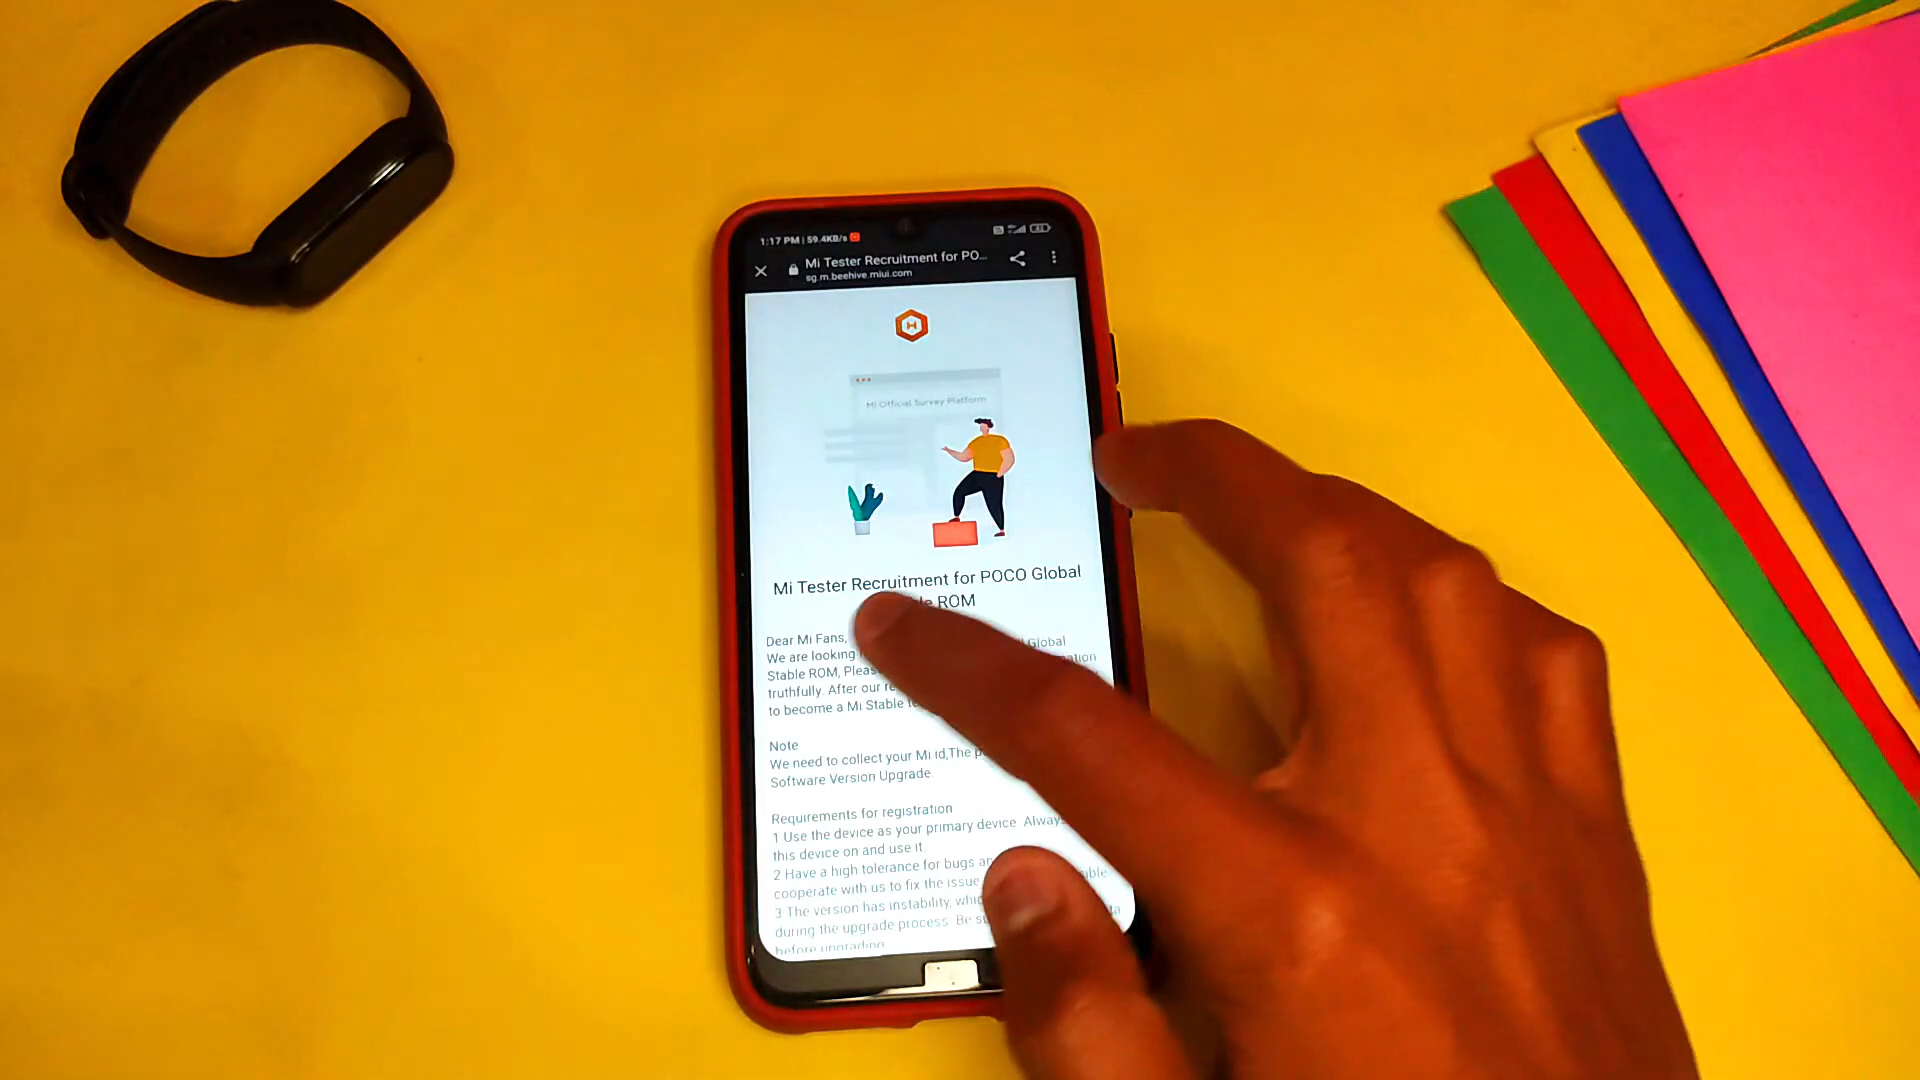 1:17 PM | 59.4KB/s
Mi Tester Recruitment for PO...
sg.m.beehive.miui.com
Mi Official Survey Platform
Mi Tester Recruitment for POCO Global
ROM
Dear Mi Fans,
We are looking Global
Stable ROM,
truthfully. After our
to become a Mi Stable
Note
We need to collect your Mi id,The
Software Version Upgrade
Requirements for registration
1 Use the device as your primary device Always
this device on and use it.
2 Have a high tolerance for bugs
cooperate with us to fix the issue
3 The version has instability,
during the upgrade process Be
before upgrading